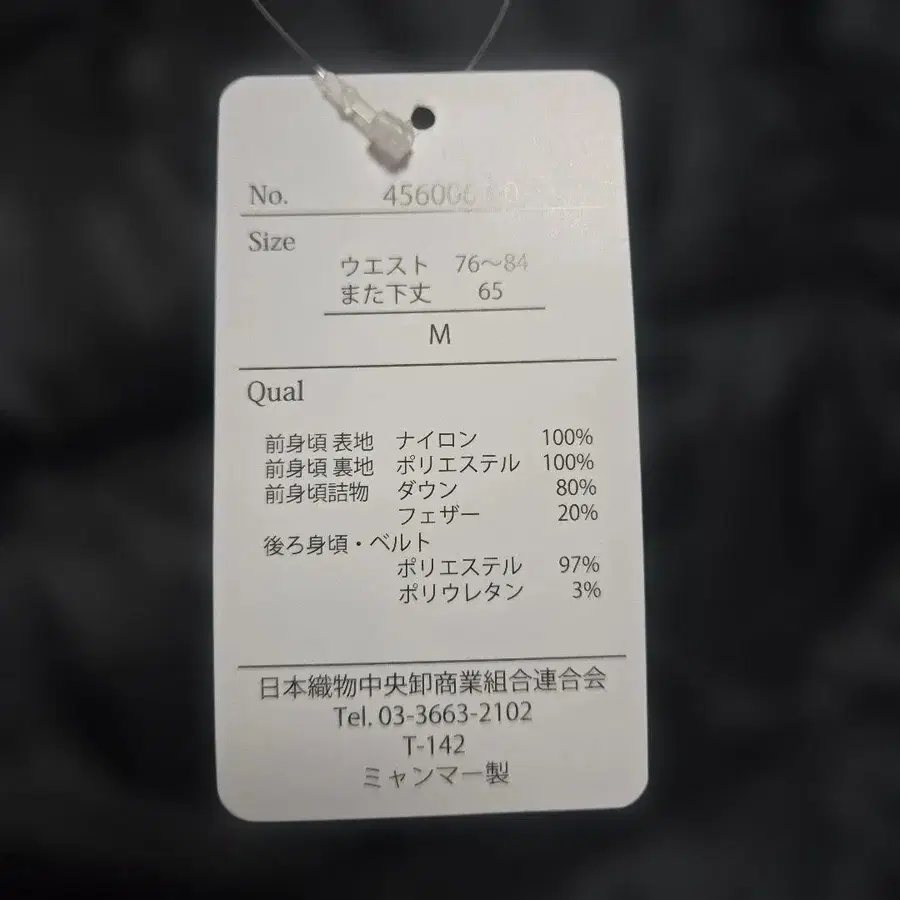 No.
Size
ウエスト 76〜84
また下丈 65
M
Qual
前身頃 表地 ナイロン 100%
前身頃 裏地 ポリエステル 100%
前身頃詰物 ダウン 80%
フェザー 20%
後ろ身頃・ベルト
ポリエステル 97%
ポリウレタン 3%
日本織物中央卸商業組合連合会
Tel. 03-3663-2102
T-142
ミャンマー製